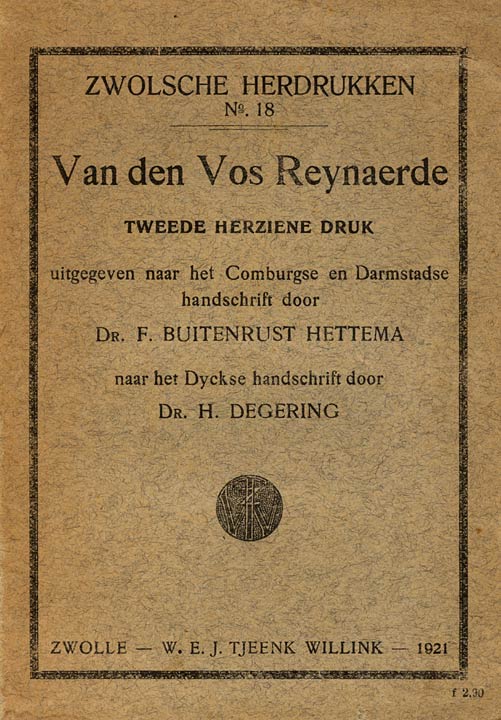 ZWOLSCHE HERDRUKKEN
Nº. 18
Van den Vos Reynaerde
TWEEDE HERZIENE DRUK
uitgegeven naar het Comburgse en Darmstadse
handschrift door
DR. F. BUITENRUST HETTEMA
naar het Dyckse handschrift door
DR. H. DEGERING
ZWOLLE — W. E. J. TJEENK WILLINK — 1921
f 2.90